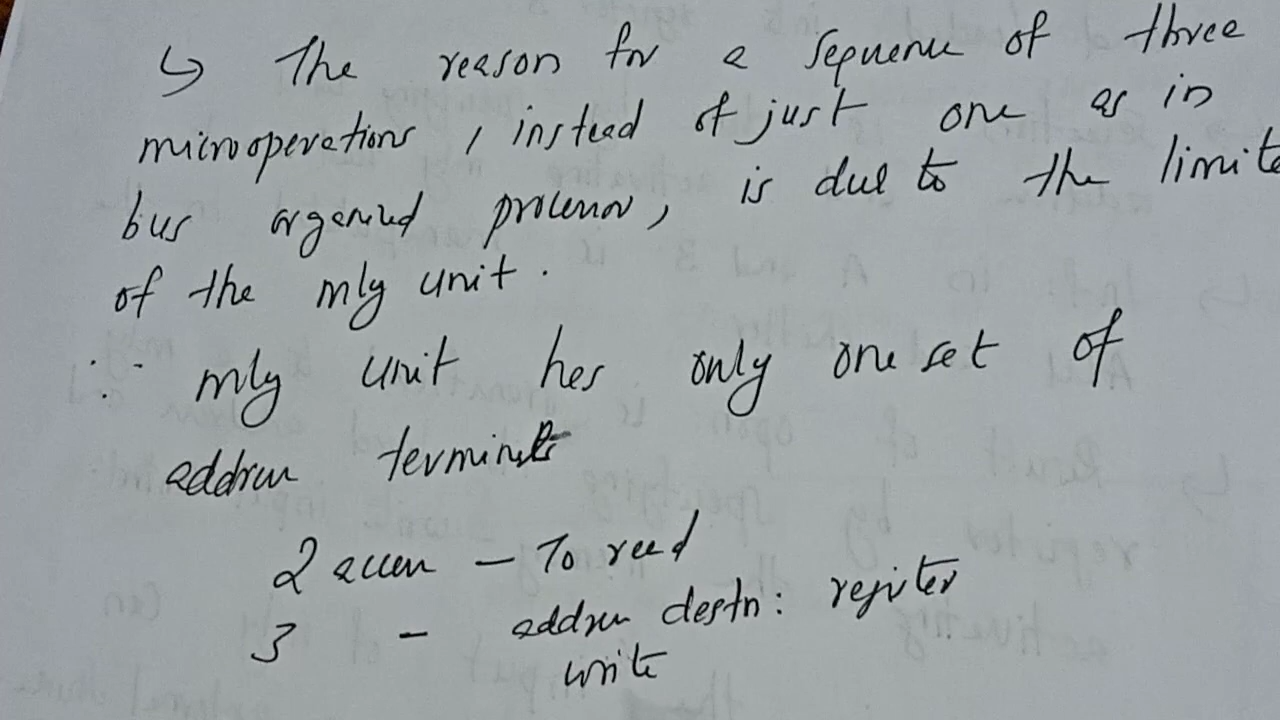 ↳ The reason for a sequence of three
microoperations, instead of just one as in
bus organized processor, is due to the limits
of the mly unit.
∵ mly unit has only one set of
address terminals
2 access – To read
3 – address destn: register
write